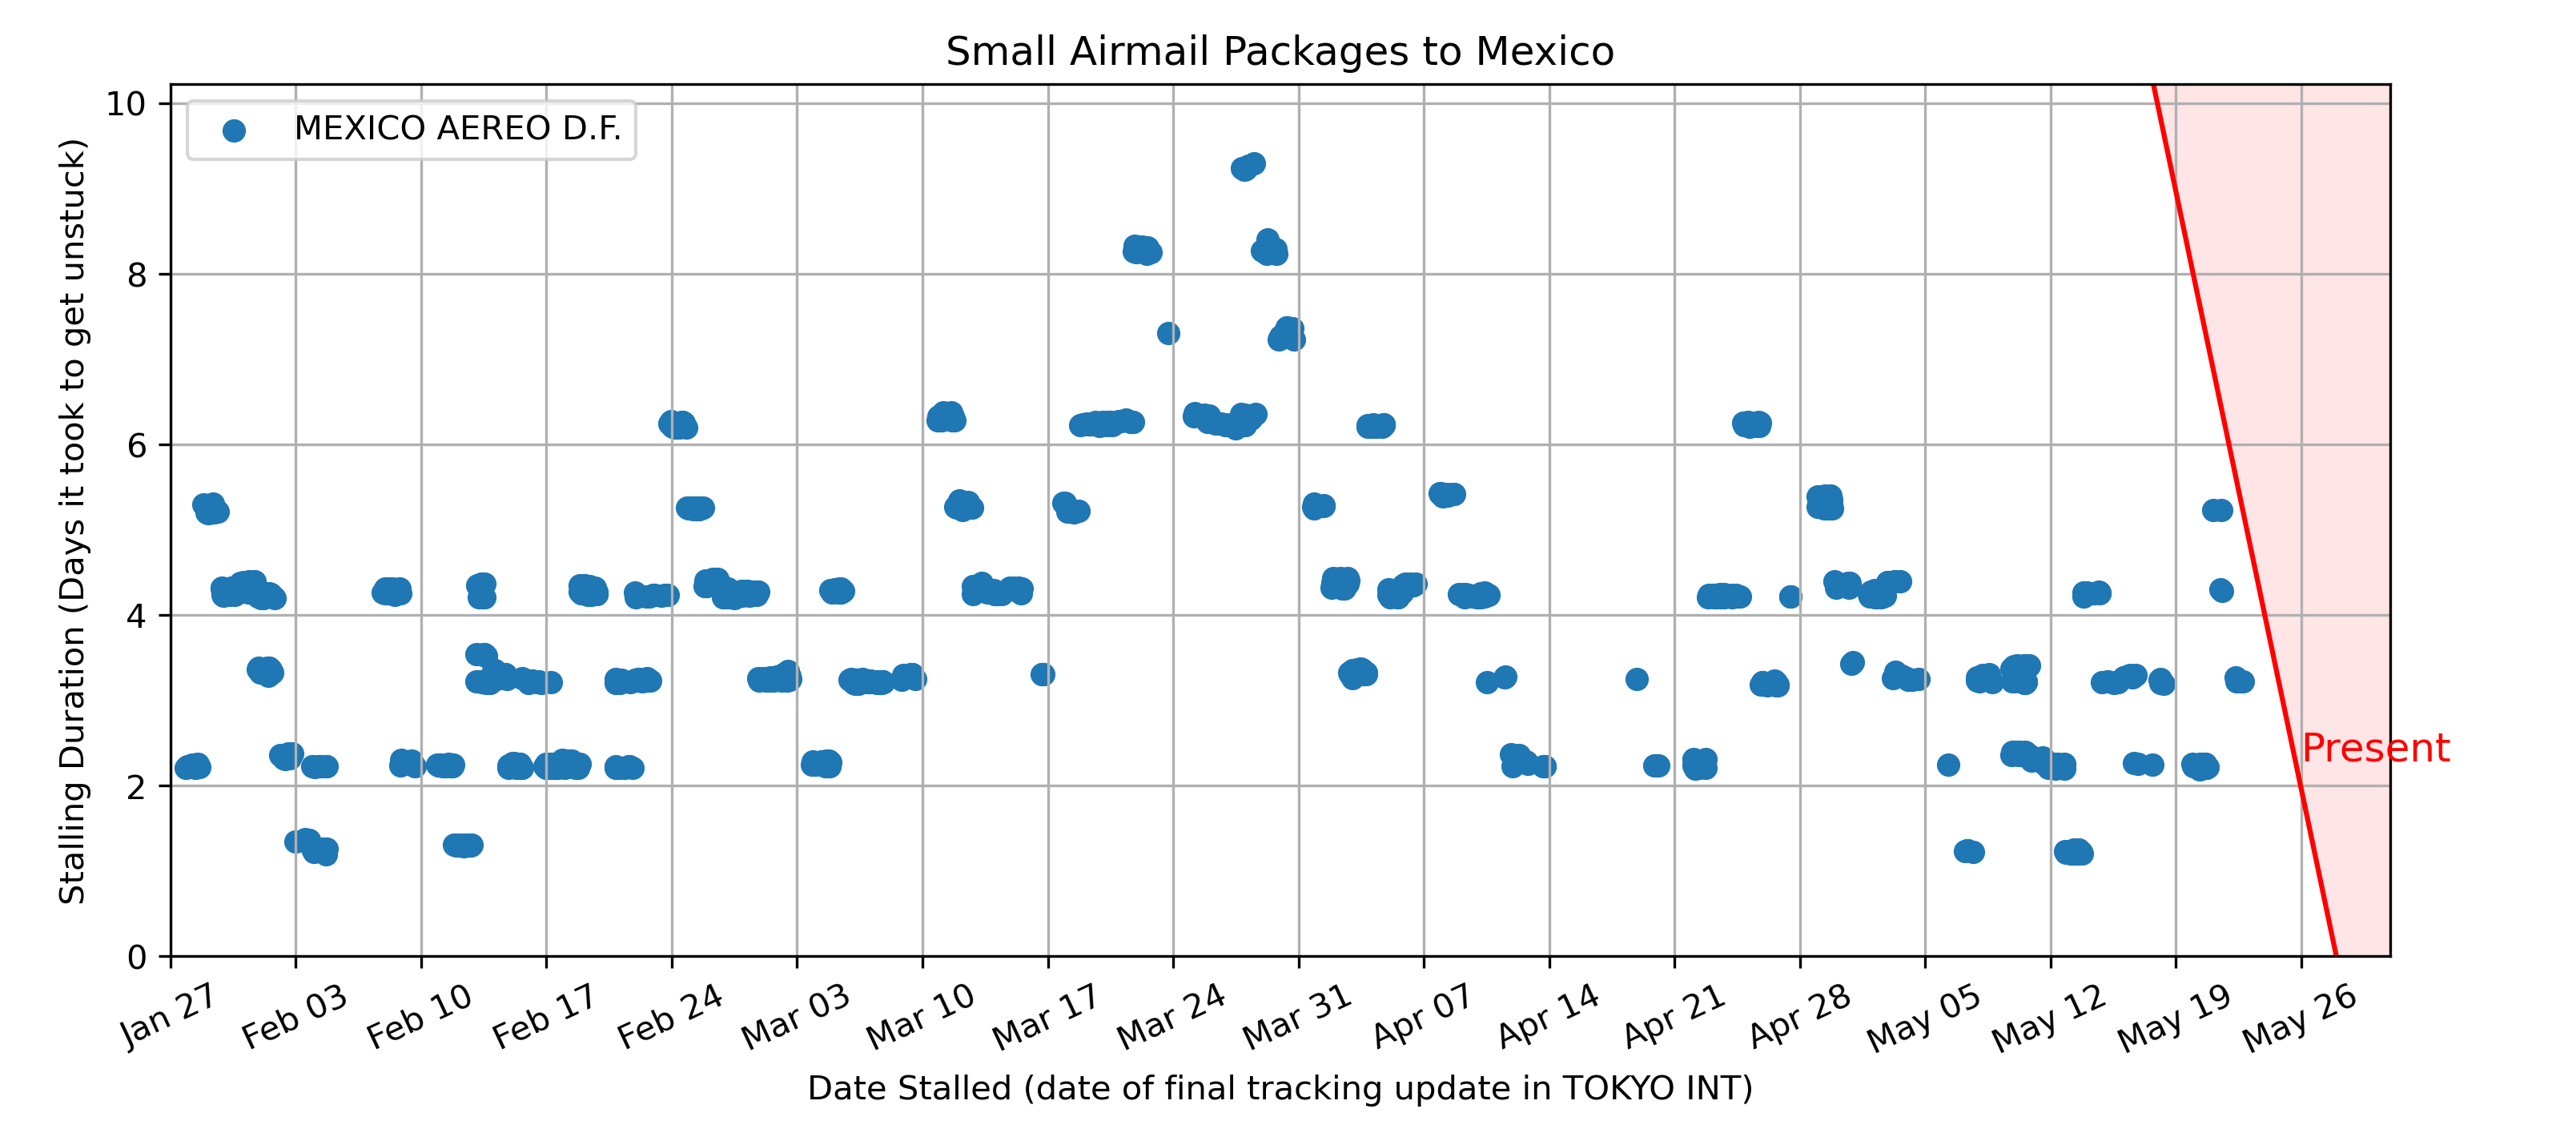 Small Airmail Packages to Mexico
MEXICO AEREO D.F.
Stalling Duration (Days it took to get unstuck)
10
8
6
4
2
0
Present
Jan 27
Feb 03
Feb 10
Feb 17
Feb 24
Mar 03
Mar 10
Mar 17
Mar 24
Mar 31
Apr 07
Apr 14
Apr 21
Apr 28
May 05
May 12
May 19
May 26
Date Stalled (date of final tracking update in TOKYO INT)